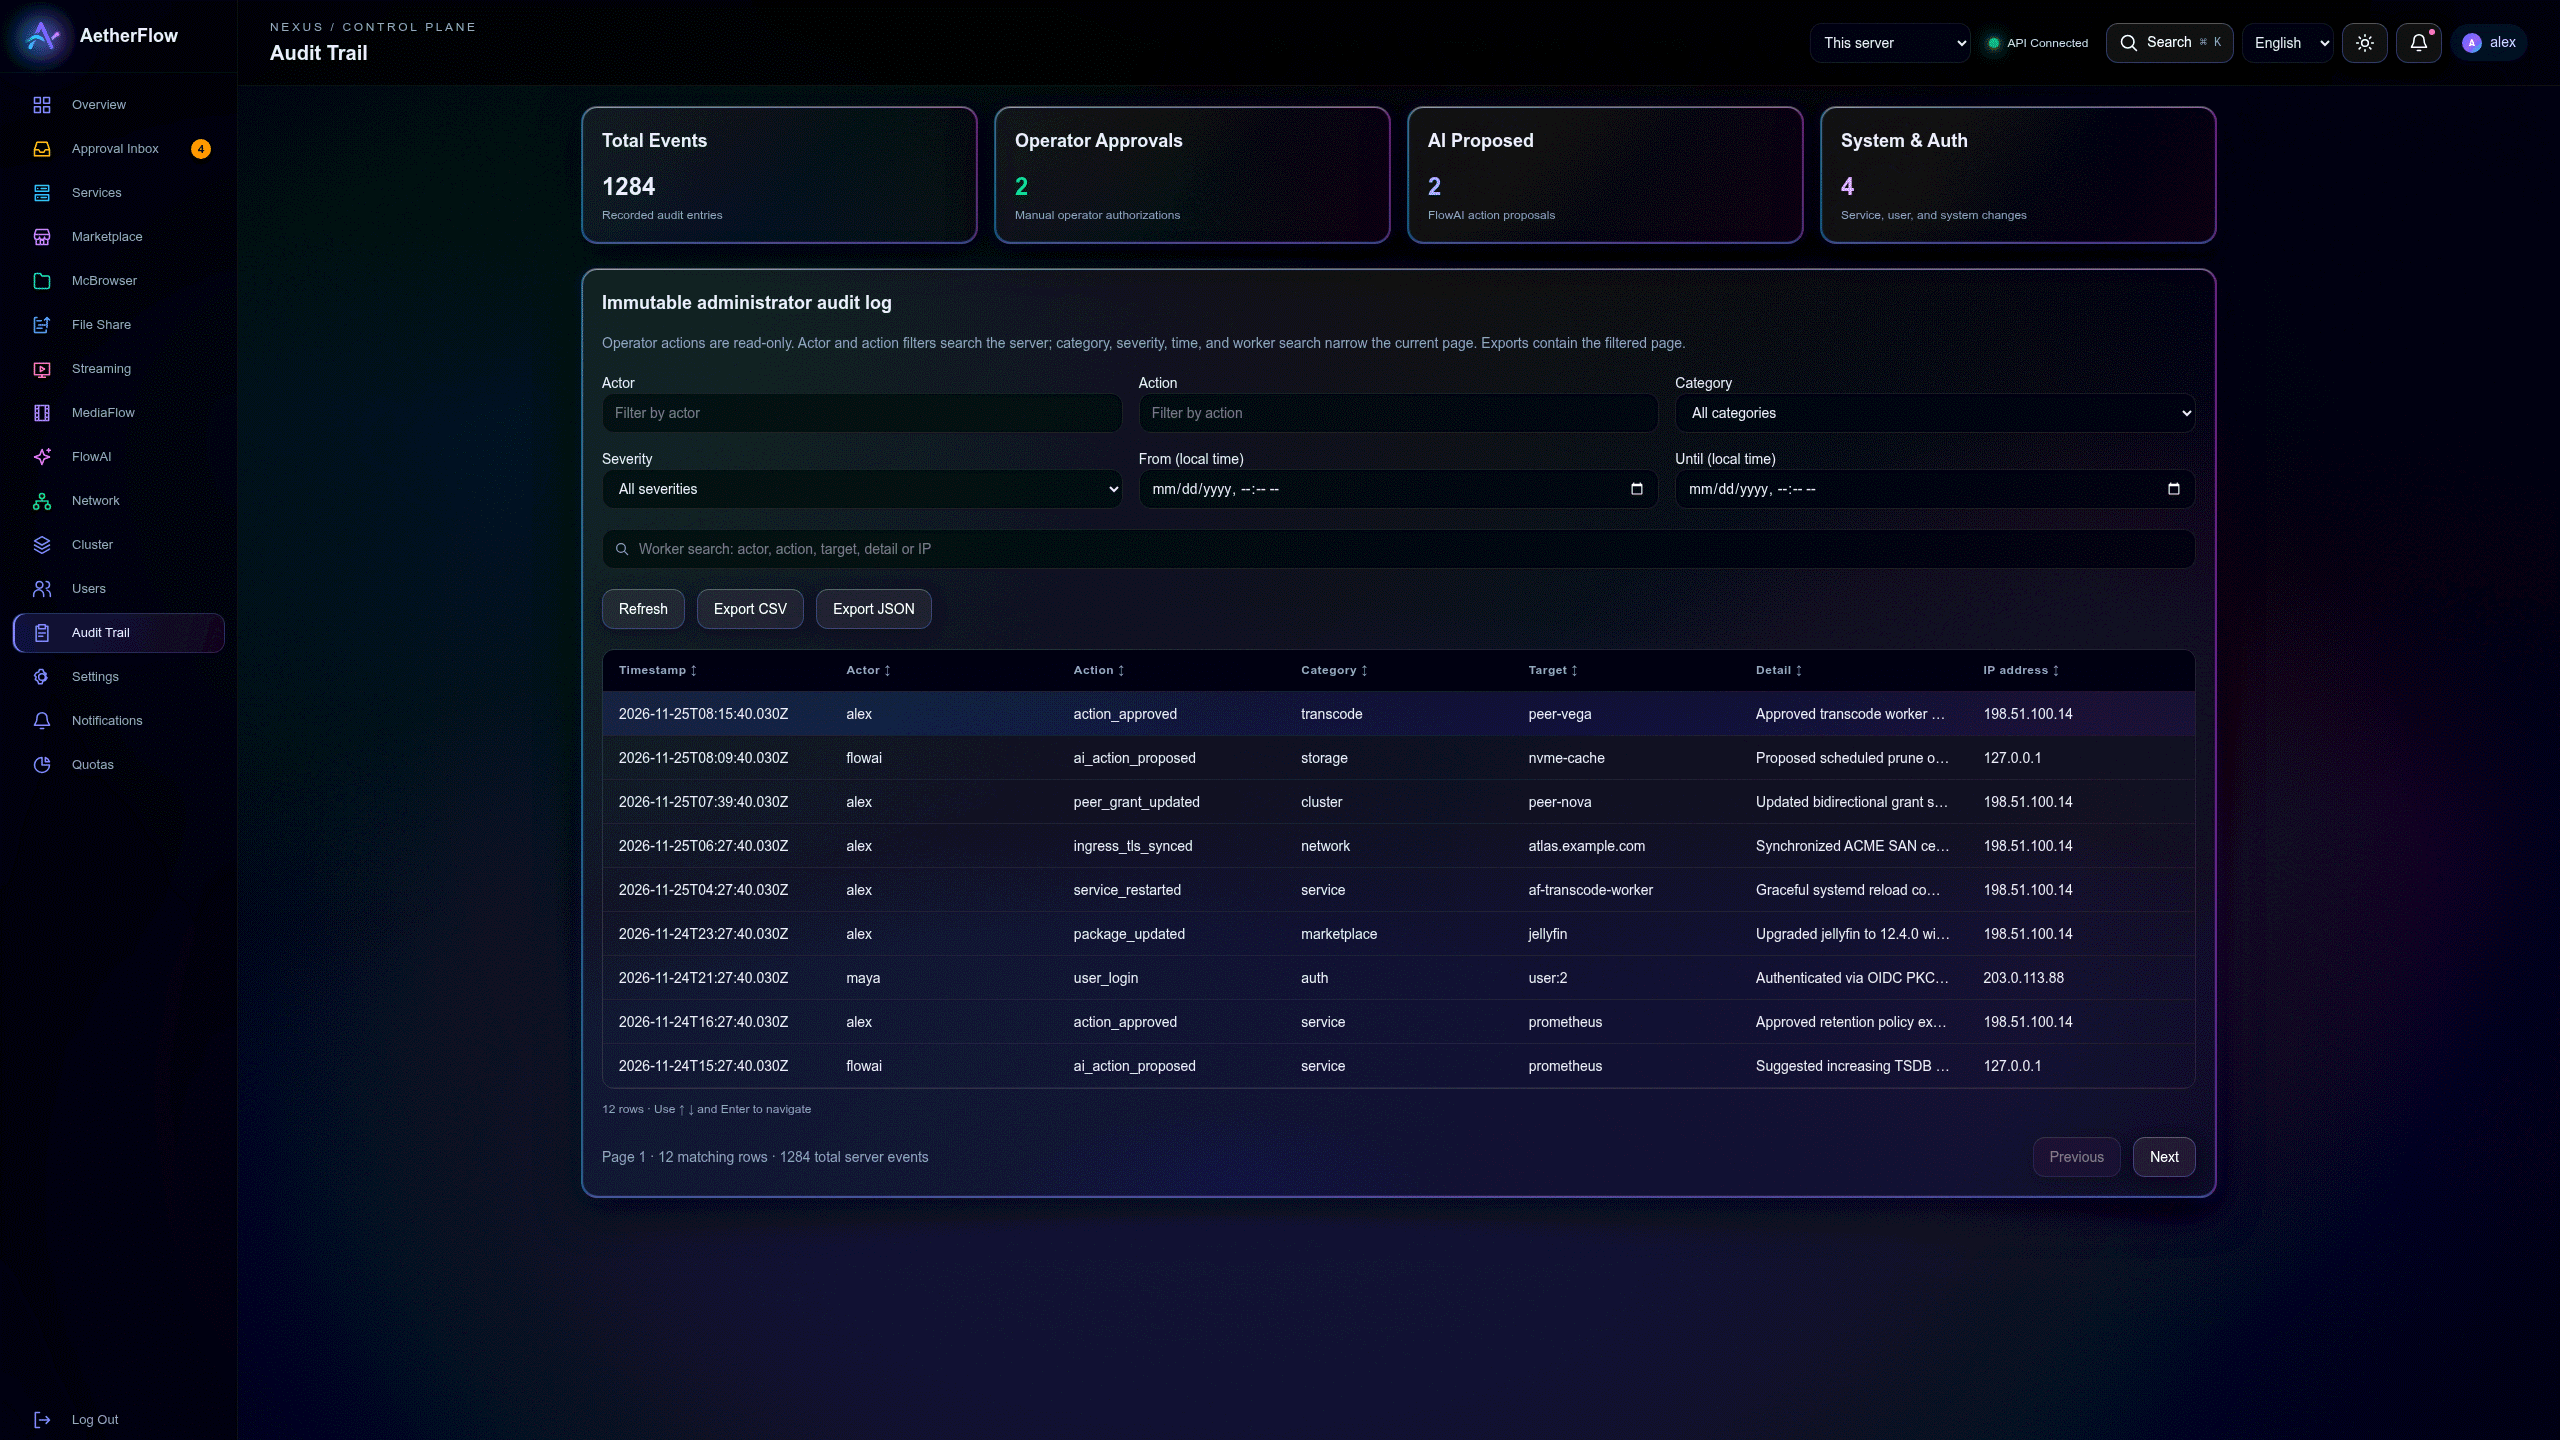 AetherFlow
NEXUS / CONTROL PLANE
Audit Trail
This server
API Connected
Search ⌘ K
English
A alex
Overview
Approval Inbox 4
Services
Marketplace
McBrowser
File Share
Streaming
MediaFlow
FlowAI
Network
Cluster
Users
Audit Trail
Settings
Notifications
Quotas
Log Out
Total Events
1284
Recorded audit entries
Operator Approvals
2
Manual operator authorizations
AI Proposed
2
FlowAI action proposals
System & Auth
4
Service, user, and system changes
Immutable administrator audit log
Operator actions are read-only. Actor and action filters search the server; category, severity, time, and worker search narrow the current page. Exports contain the filtered page.
Actor Action Category
Filter by actor Filter by action All categories
Severity From (local time) Until (local time)
All severities mm/dd/yyyy, --:-- -- mm/dd/yyyy, --:-- --
Worker search: actor, action, target, detail or IP
Refresh Export CSV Export JSON
Timestamp ↕ Actor ↕ Action ↕ Category ↕ Target ↕ Detail ↕ IP address ↕
2026-11-25T08:15:40.030Z alex action_approved transcode peer-vega Approved transcode worker … 198.51.100.14
2026-11-25T08:09:40.030Z flowai ai_action_proposed storage nvme-cache Proposed scheduled prune o… 127.0.0.1
2026-11-25T07:39:40.030Z alex peer_grant_updated cluster peer-nova Updated bidirectional grant s… 198.51.100.14
2026-11-25T06:27:40.030Z alex ingress_tls_synced network atlas.example.com Synchronized ACME SAN ce… 198.51.100.14
2026-11-25T04:27:40.030Z alex service_restarted service af-transcode-worker Graceful systemd reload co… 198.51.100.14
2026-11-24T23:27:40.030Z alex package_updated marketplace jellyfin Upgraded jellyfin to 12.4.0 wi… 198.51.100.14
2026-11-24T21:27:40.030Z maya user_login auth user:2 Authenticated via OIDC PKC… 203.0.113.88
2026-11-24T16:27:40.030Z alex action_approved service prometheus Approved retention policy ex… 198.51.100.14
2026-11-24T15:27:40.030Z flowai ai_action_proposed service prometheus Suggested increasing TSDB … 127.0.0.1
12 rows · Use ↑ ↓ and Enter to navigate
Page 1 · 12 matching rows · 1284 total server events
Previous Next